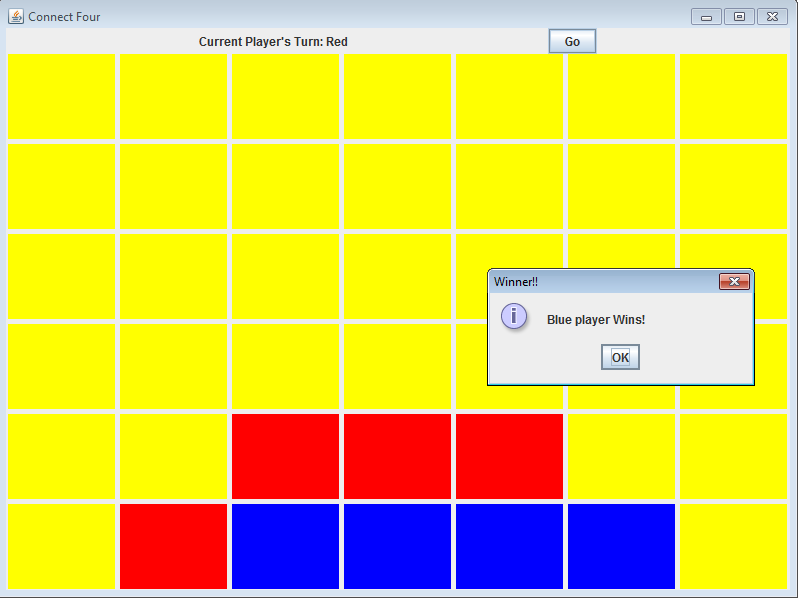 Connect Four
Current Player's Turn: Red
Go
Winner!!
i
Blue player Wins!
OK